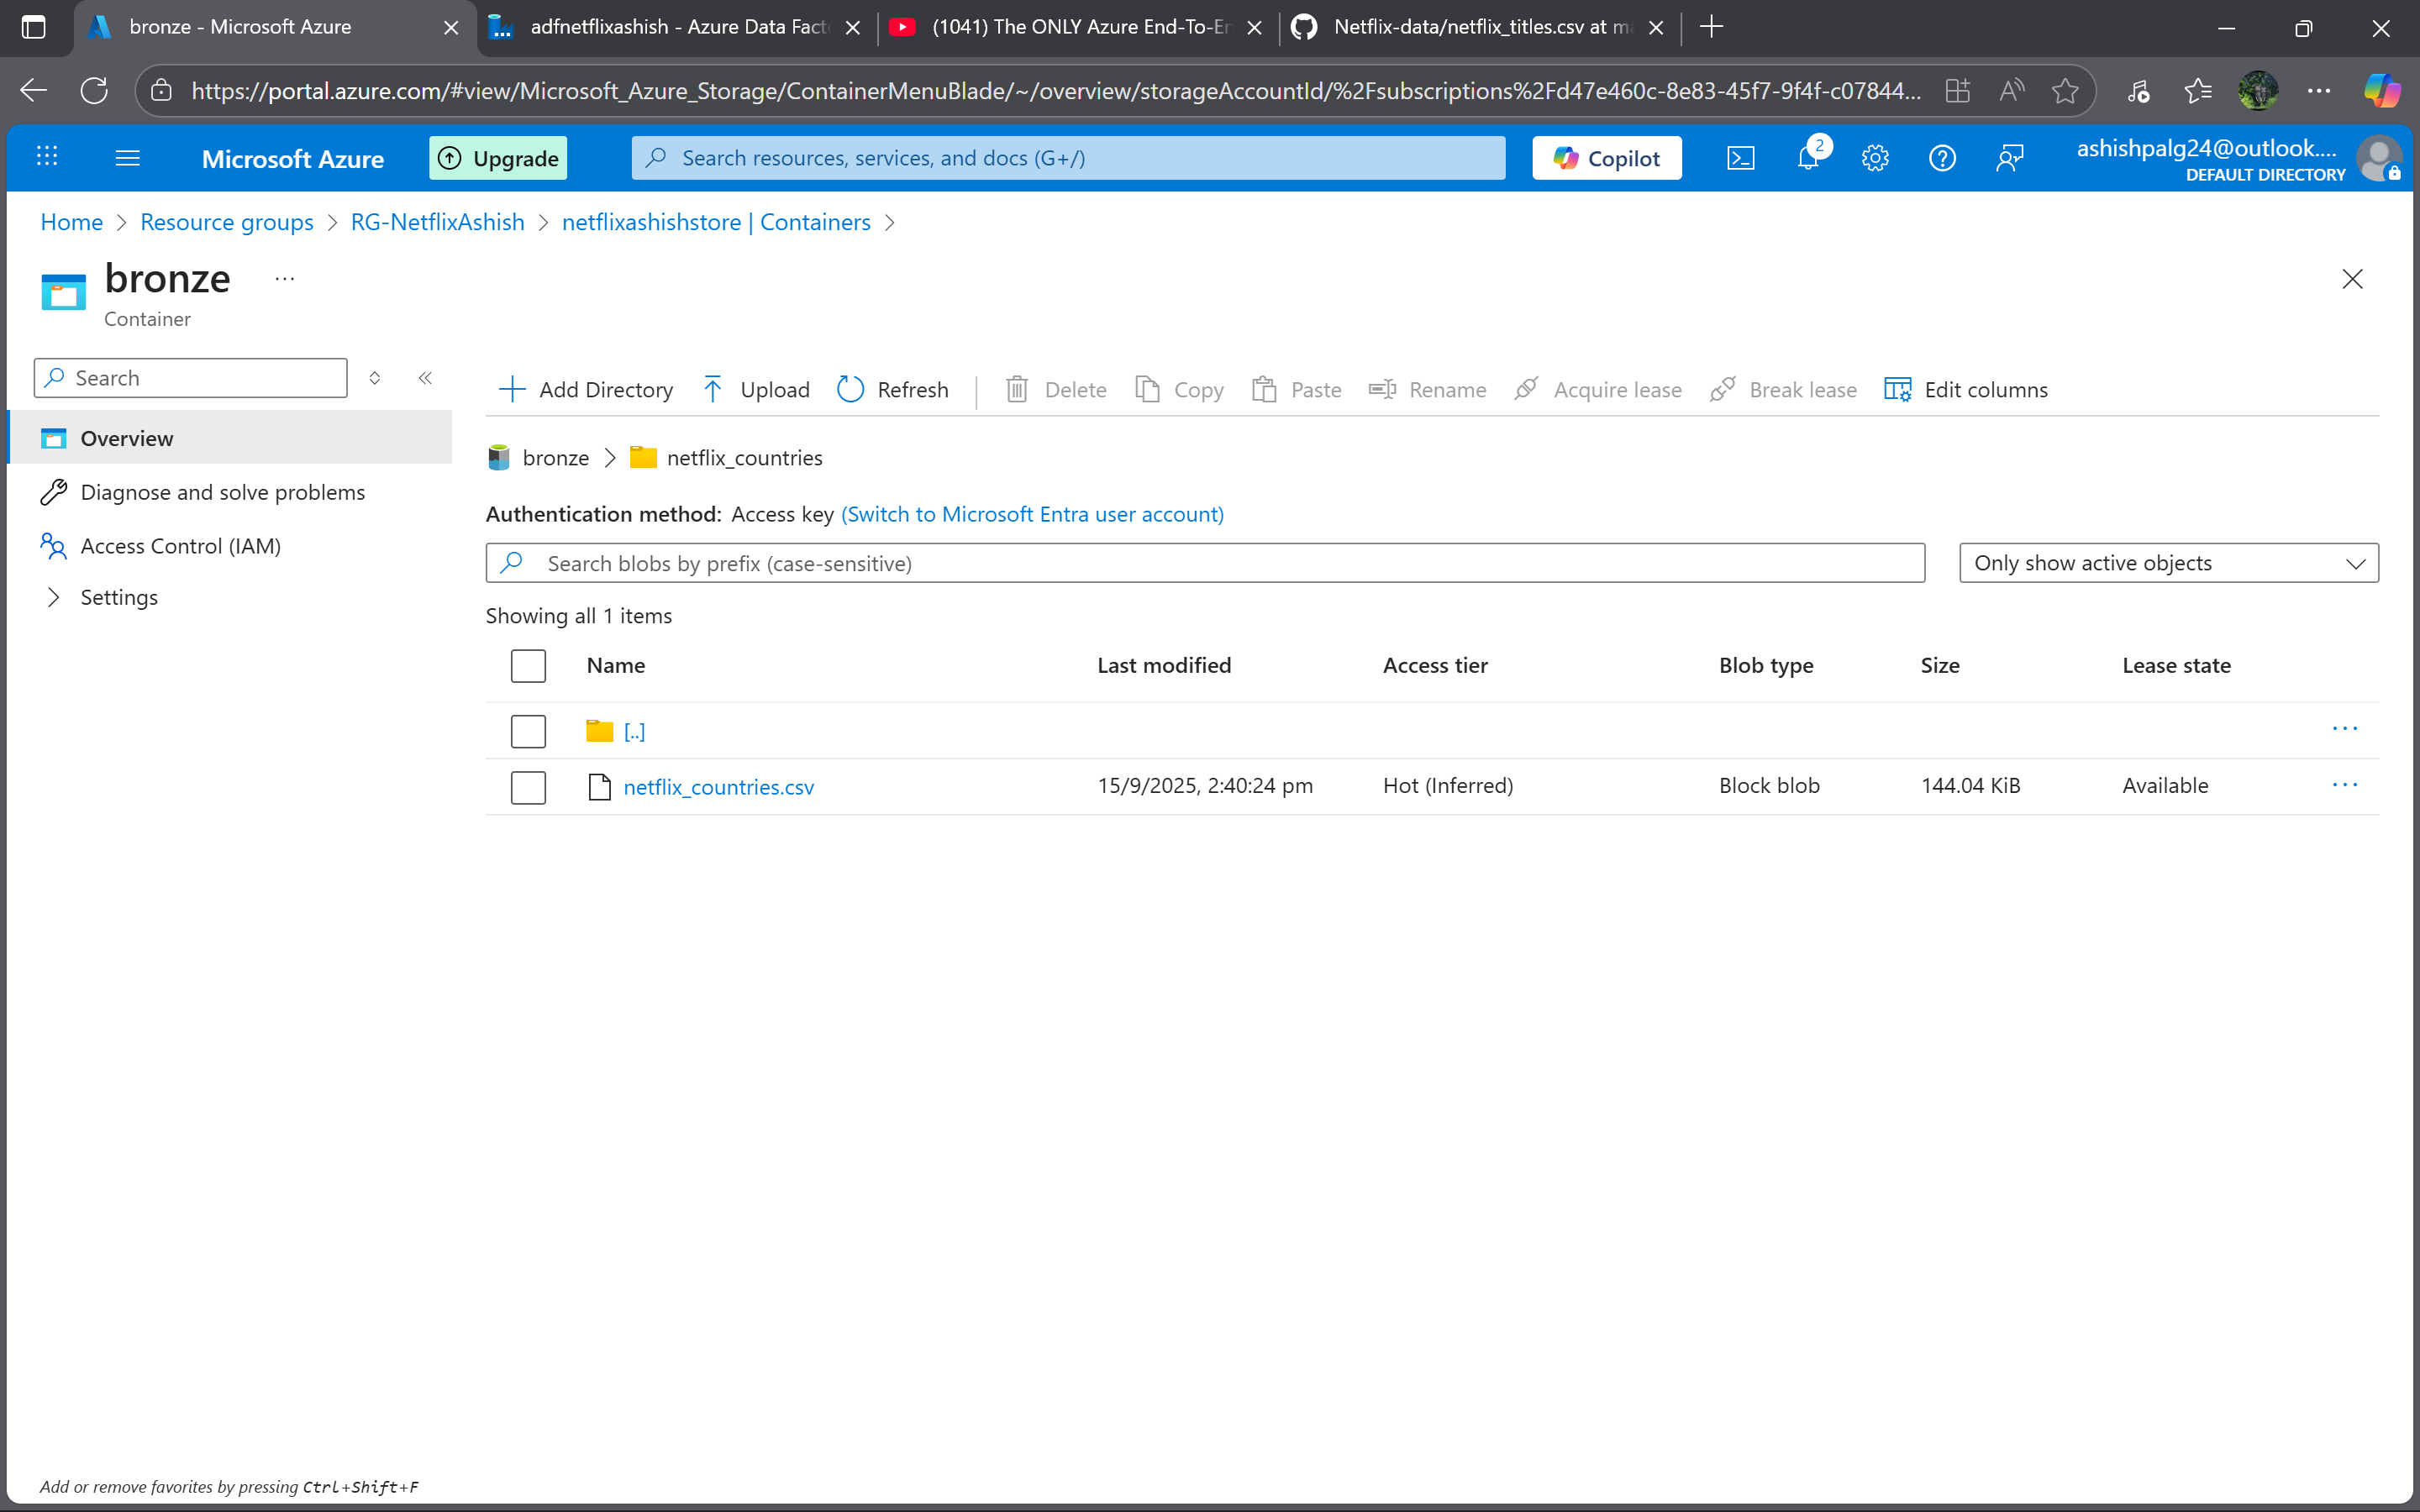 bronze - Microsoft Azure
adfnetflixashish - Azure Data Fact
(1041) The ONLY Azure End-To-En
Netflix-data/netflix_titles.csv at ma
https://portal.azure.com/#view/Microsoft_Azure_Storage/ContainerMenuBlade/~/overview/storageAccountId/%2Fsubscriptions%2Fd47e460c-8e83-45f7-9f4f-c07844...
Microsoft Azure
Upgrade
Search resources, services, and docs (G+/)
Copilot
2
ashishpalg24@outlook....
DEFAULT DIRECTORY
Home > Resource groups > RG-NetflixAshish > netflixashishstore | Containers >
bronze ...
Container
Search
Overview
Diagnose and solve problems
Access Control (IAM)
Settings
Add Directory Upload Refresh Delete Copy Paste Rename Acquire lease Break lease Edit columns
bronze > netflix_countries
Authentication method: Access key (Switch to Microsoft Entra user account)
Search blobs by prefix (case-sensitive)
Only show active objects
Showing all 1 items
Name Last modified Access tier Blob type Size Lease state
[..] ...
netflix_countries.csv 15/9/2025, 2:40:24 pm Hot (Inferred) Block blob 144.04 KiB Available ...
Add or remove favorites by pressing Ctrl+Shift+F